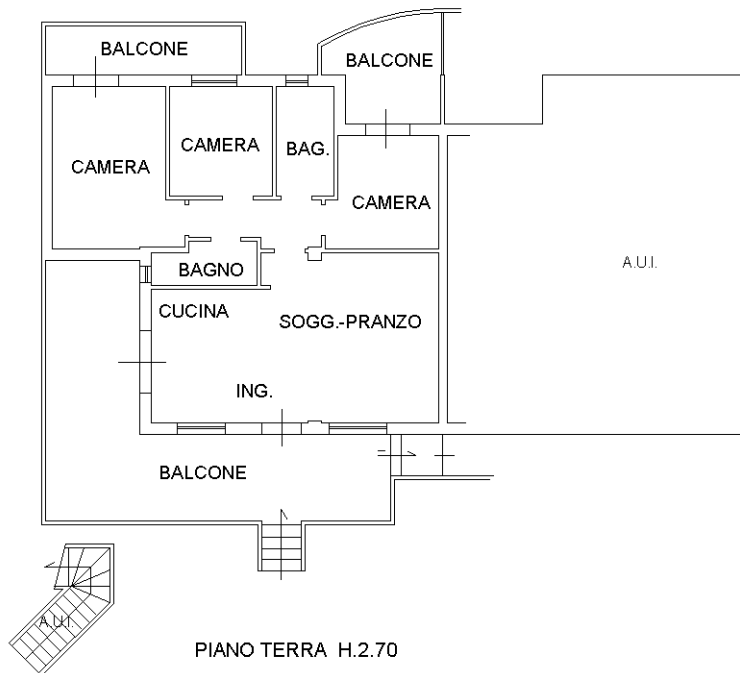 BALCONE
BALCONE
CAMERA
CAMERA
BAG.
CAMERA
BAGNO
A.U.I.
CUCINA
SOGG.-PRANZO
ING.
BALCONE
A.U.I.
PIANO TERRA H.2.70